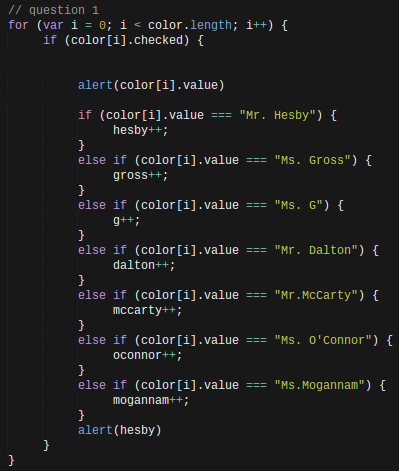 // question 1
for (var i = 0; i < color.length; i++) {
if (color[i].checked) {
alert(color[i].value)
if (color[i].value === "Mr. Hesby") {
hesby++;
}
else if (color[i].value === "Ms. Gross") {
gross++;
}
else if (color[i].value === "Ms. G") {
g++;
}
else if (color[i].value === "Mr. Dalton") {
dalton++;
}
else if (color[i].value === "Mr.McCarty") {
mccarty++;
}
else if (color[i].value === "Ms. O'Connor") {
oconnor++;
}
else if (color[i].value === "Ms.Mogannam") {
mogannam++;
}
alert(hesby)
}
}